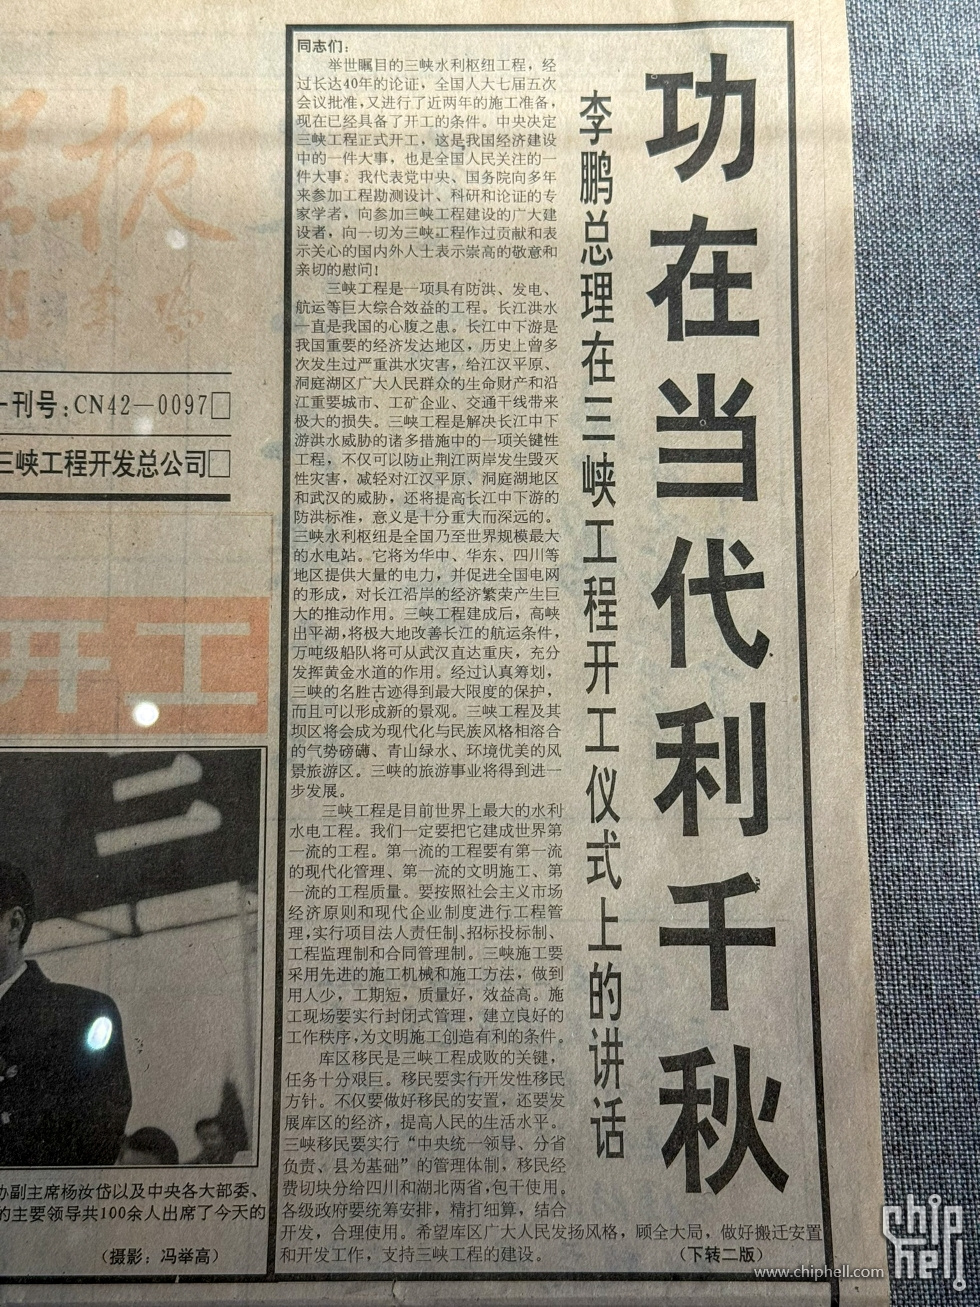 功在当代利千秋
李鹏总理在三峡工程开工仪式上的讲话
同志们：
举世瞩目的三峡水利枢纽工程，经
过长达40年的论证，全国人大七届五次
会议批准，又进行了近两年的施工准备，
现在已经具备了开工的条件。中央决定
三峡工程正式开工，这是我国经济建设
中的一件大事，也是全国人民关注的一
件大事。我代表党中央、国务院向多年
来参加工程勘测设计、科研和论证的专
家学者，向参加三峡工程建设的广大建
设者，向一切为三峡工程作过贡献和表
示关心的国内外人士表示崇高的敬意和
亲切的慰问！
三峡工程是一项具有防洪、发电、
航运等巨大综合效益的工程。长江洪水
一直是我国的心腹之患。长江中下游是
我国重要的经济发达地区，历史上曾多
次发生过严重洪水灾害，给江汉平原、
洞庭湖区广大人民群众的生命财产和沿
江重要城市、工矿企业、交通干线带来
极大的损失。三峡工程是解决长江中下
游洪水威胁的诸多措施中的一项关键性
工程，不仅可以防止荆江两岸发生毁灭
性灾害，减轻对江汉平原、洞庭湖地区
和武汉的威胁，还将提高长江中下游的
防洪标准，意义是十分重大而深远的。
三峡水利枢纽是全国乃至世界规模最大
的水电站。它将为华中、华东、四川等
地区提供大量的电力，并促进全国电网
的形成，对长江沿岸的经济繁荣产生巨
大的推动作用。三峡工程建成后，高峡
出平湖，将极大地改善长江的航运条件，
万吨级船队将可从武汉直达重庆，充分
发挥黄金水道的作用。经过认真筹划，
三峡的名胜古迹得到最大限度的保护，
而且可以形成新的景观。三峡工程及其
坝区将会成为现代化与民族风格相溶合
的气势磅礴、青山绿水、环境优美的风
景旅游区。三峡的旅游事业将得到进一
步发展。
三峡工程是目前世界上最大的水利
水电工程。我们一定要把它建成世界第
一流的工程。第一流的工程要有第一流
的现代化管理、第一流的文明施工、第
一流的工程质量。要按照社会主义市场
经济原则和现代企业制度进行工程管
理，实行项目法人责任制、招标投标制、
工程监理制和合同管理制。三峡施工要
采用先进的施工机械和施工方法，做到
用人少，工期短，质量好，效益高。施
工现场要实行封闭式管理，建立良好的
工作秩序，为文明施工创造有利的条件。
库区移民是三峡工程成败的关键，
任务十分艰巨。移民要实行开发性移民
方针。不仅要做好移民的安置，还要发
展库区的经济，提高人民的生活水平。
三峡移民要实行“中央统一领导、分省
负责、县为基础”的管理体制，移民经
费切块分给四川和湖北两省，包干使用。
各级政府要统筹安排，精打细算，结合
开发，合理使用。希望库区广大人民发扬风格，顾全大局，做好搬迁安置
和开发工作，支持三峡工程的建设。
（下转二版）
报
刊号：CN42—0097
三峡工程开发总公司
开工
副主席杨汝岱以及中央各大部委、
的主要领导共100余人出席了今天的
（摄影：冯举高）
www.chiphell.com
chip
hell